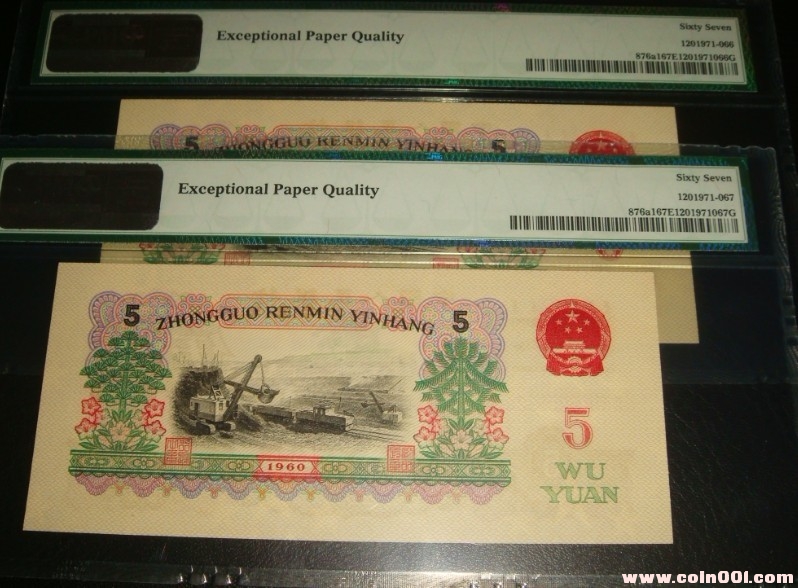 Exceptional Paper Quality
Sixty Seven
1201971-066
876a167E1201971066G
5 ZHONGGUO RENMIN YINHANG 5
Exceptional Paper Quality
Sixty Seven
1201971-067
876a167E1201971067G
5 ZHONGGUO RENMIN YINHANG 5
5
1960
WU
YUAN
www.coin001.com